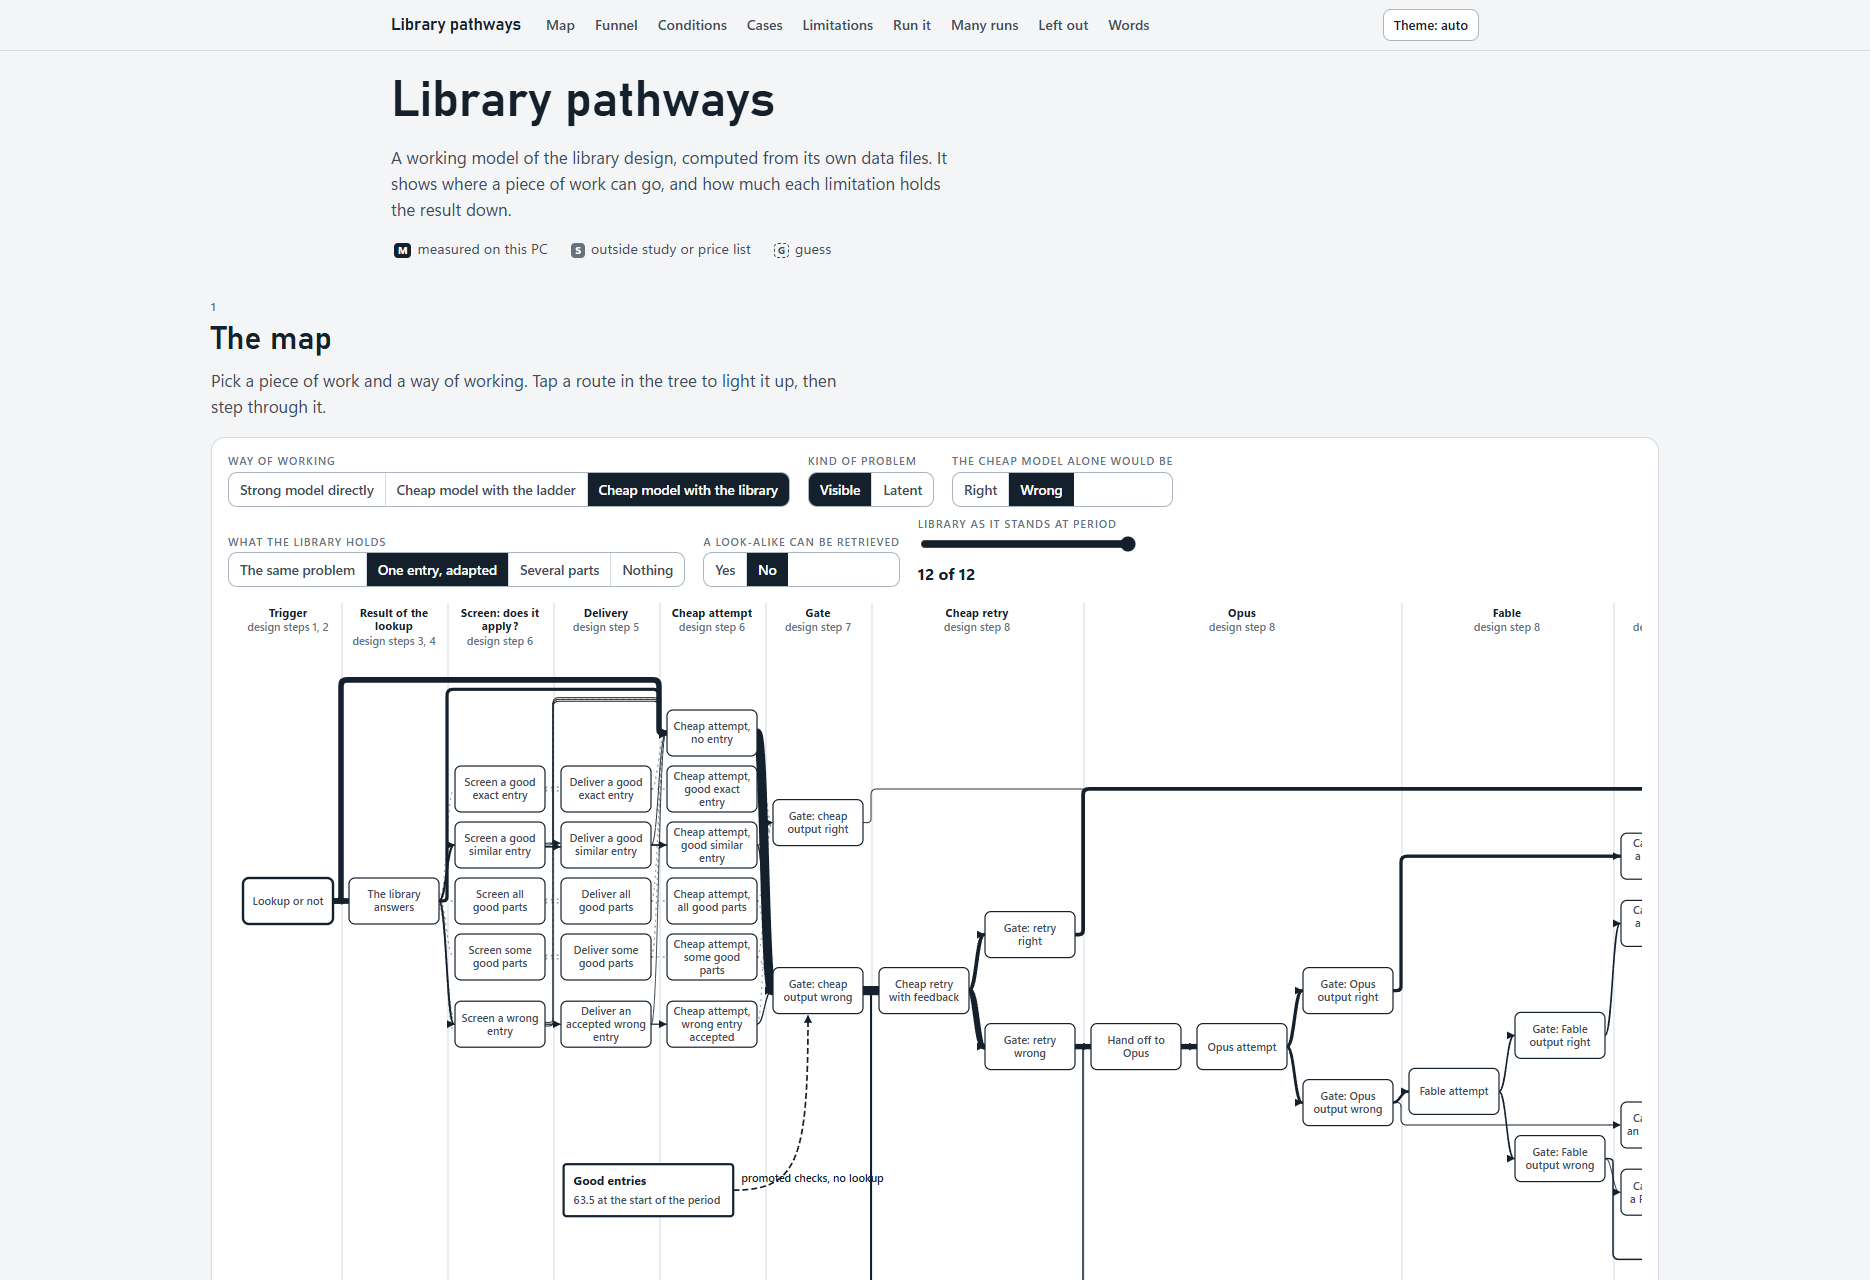 Library pathways Map Funnel Conditions Cases Limitations Run it Many runs Left out Words Theme: auto
Library pathways
A working model of the library design, computed from its own data files. It
shows where a piece of work can go, and how much each limitation holds
the result down.
M measured on this PC S outside study or price list G guess
1
The map
Pick a piece of work and a way of working. Tap a route in the tree to light it up, then
step through it.
WAY OF WORKING
Strong model directly Cheap model with the ladder Cheap model with the library
KIND OF PROBLEM
Visible Latent
THE CHEAP MODEL ALONE WOULD BE
Right Wrong
WHAT THE LIBRARY HOLDS
The same problem One entry, adapted Several parts Nothing
A LOOK-ALIKE CAN BE RETRIEVED
Yes No
LIBRARY AS IT STANDS AT PERIOD
12 of 12
Trigger
design steps 1, 2
Result of the
lookup
design steps 3, 4
Screen: does it
apply?
design step 6
Delivery
design step 5
Cheap attempt
design step 6
Gate
design step 7
Cheap retry
design step 8
Opus
design step 8
Fable
design step 8
de
Lookup or not
The library
answers
Screen a good
exact entry
Screen a good
similar entry
Screen all
good parts
Screen some
good parts
Screen a wrong
entry
Deliver a good
exact entry
Deliver a good
similar entry
Deliver all
good parts
Deliver some
good parts
Deliver an
accepted wrong
entry
Cheap attempt,
no entry
Cheap attempt,
good exact
entry
Cheap attempt,
good similar
entry
Cheap attempt,
all good parts
Cheap attempt,
some good
parts
Cheap attempt,
wrong entry
accepted
Gate: cheap
output right
Gate: cheap
output wrong
Cheap retry
with feedback
Gate: retry
right
Gate: retry
wrong
Hand off to
Opus
Opus attempt
Gate: Opus
output right
Gate: Opus
output wrong
Fable attempt
Gate: Fable
output right
Gate: Fable
output wrong
Ca
a
Ca
a
Ca
an
Ca
a F
Good entries
63.5 at the start of the period
promoted checks, no lookup